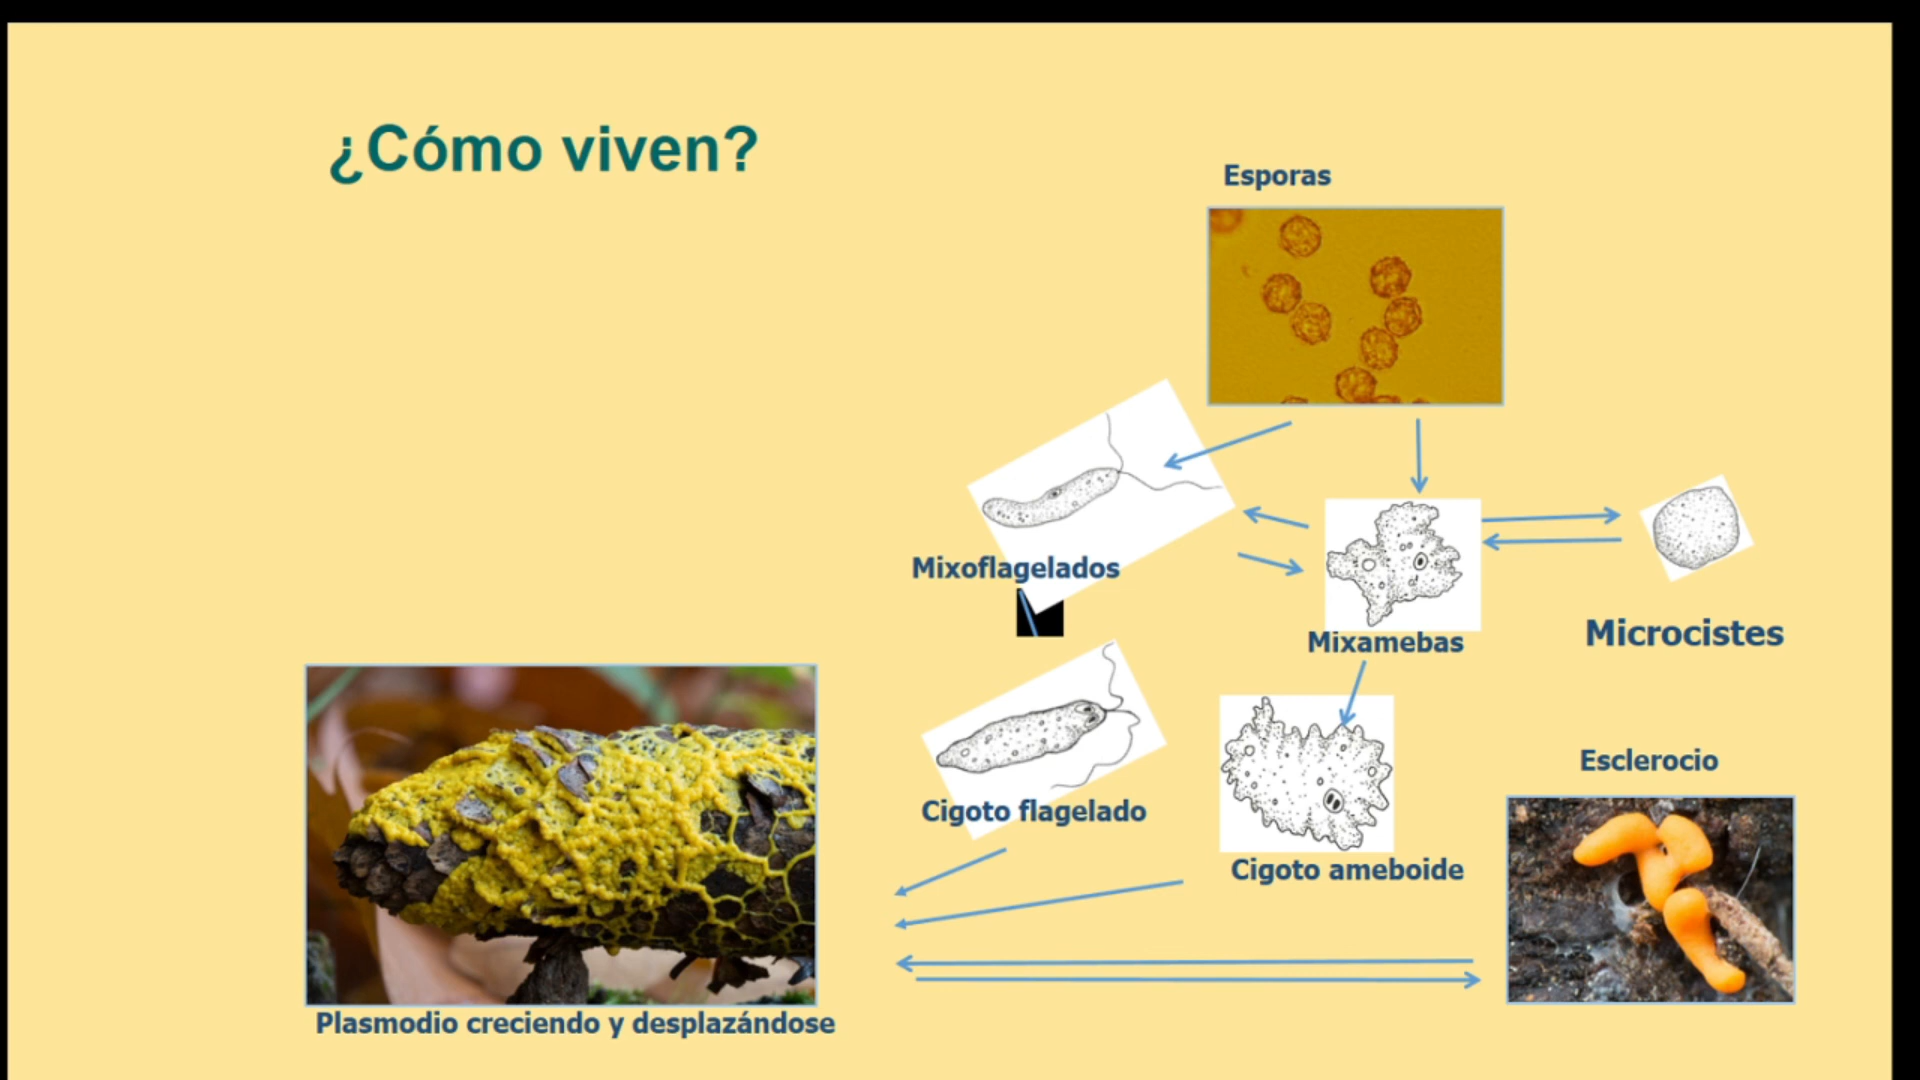 ¿Cómo viven?
Esporas
Mixoflagelados
Mixamebas
Microcistes
Cigoto flagelado
Cigoto ameboide
Esclerocio
Plasmodio creciendo y desplazándose